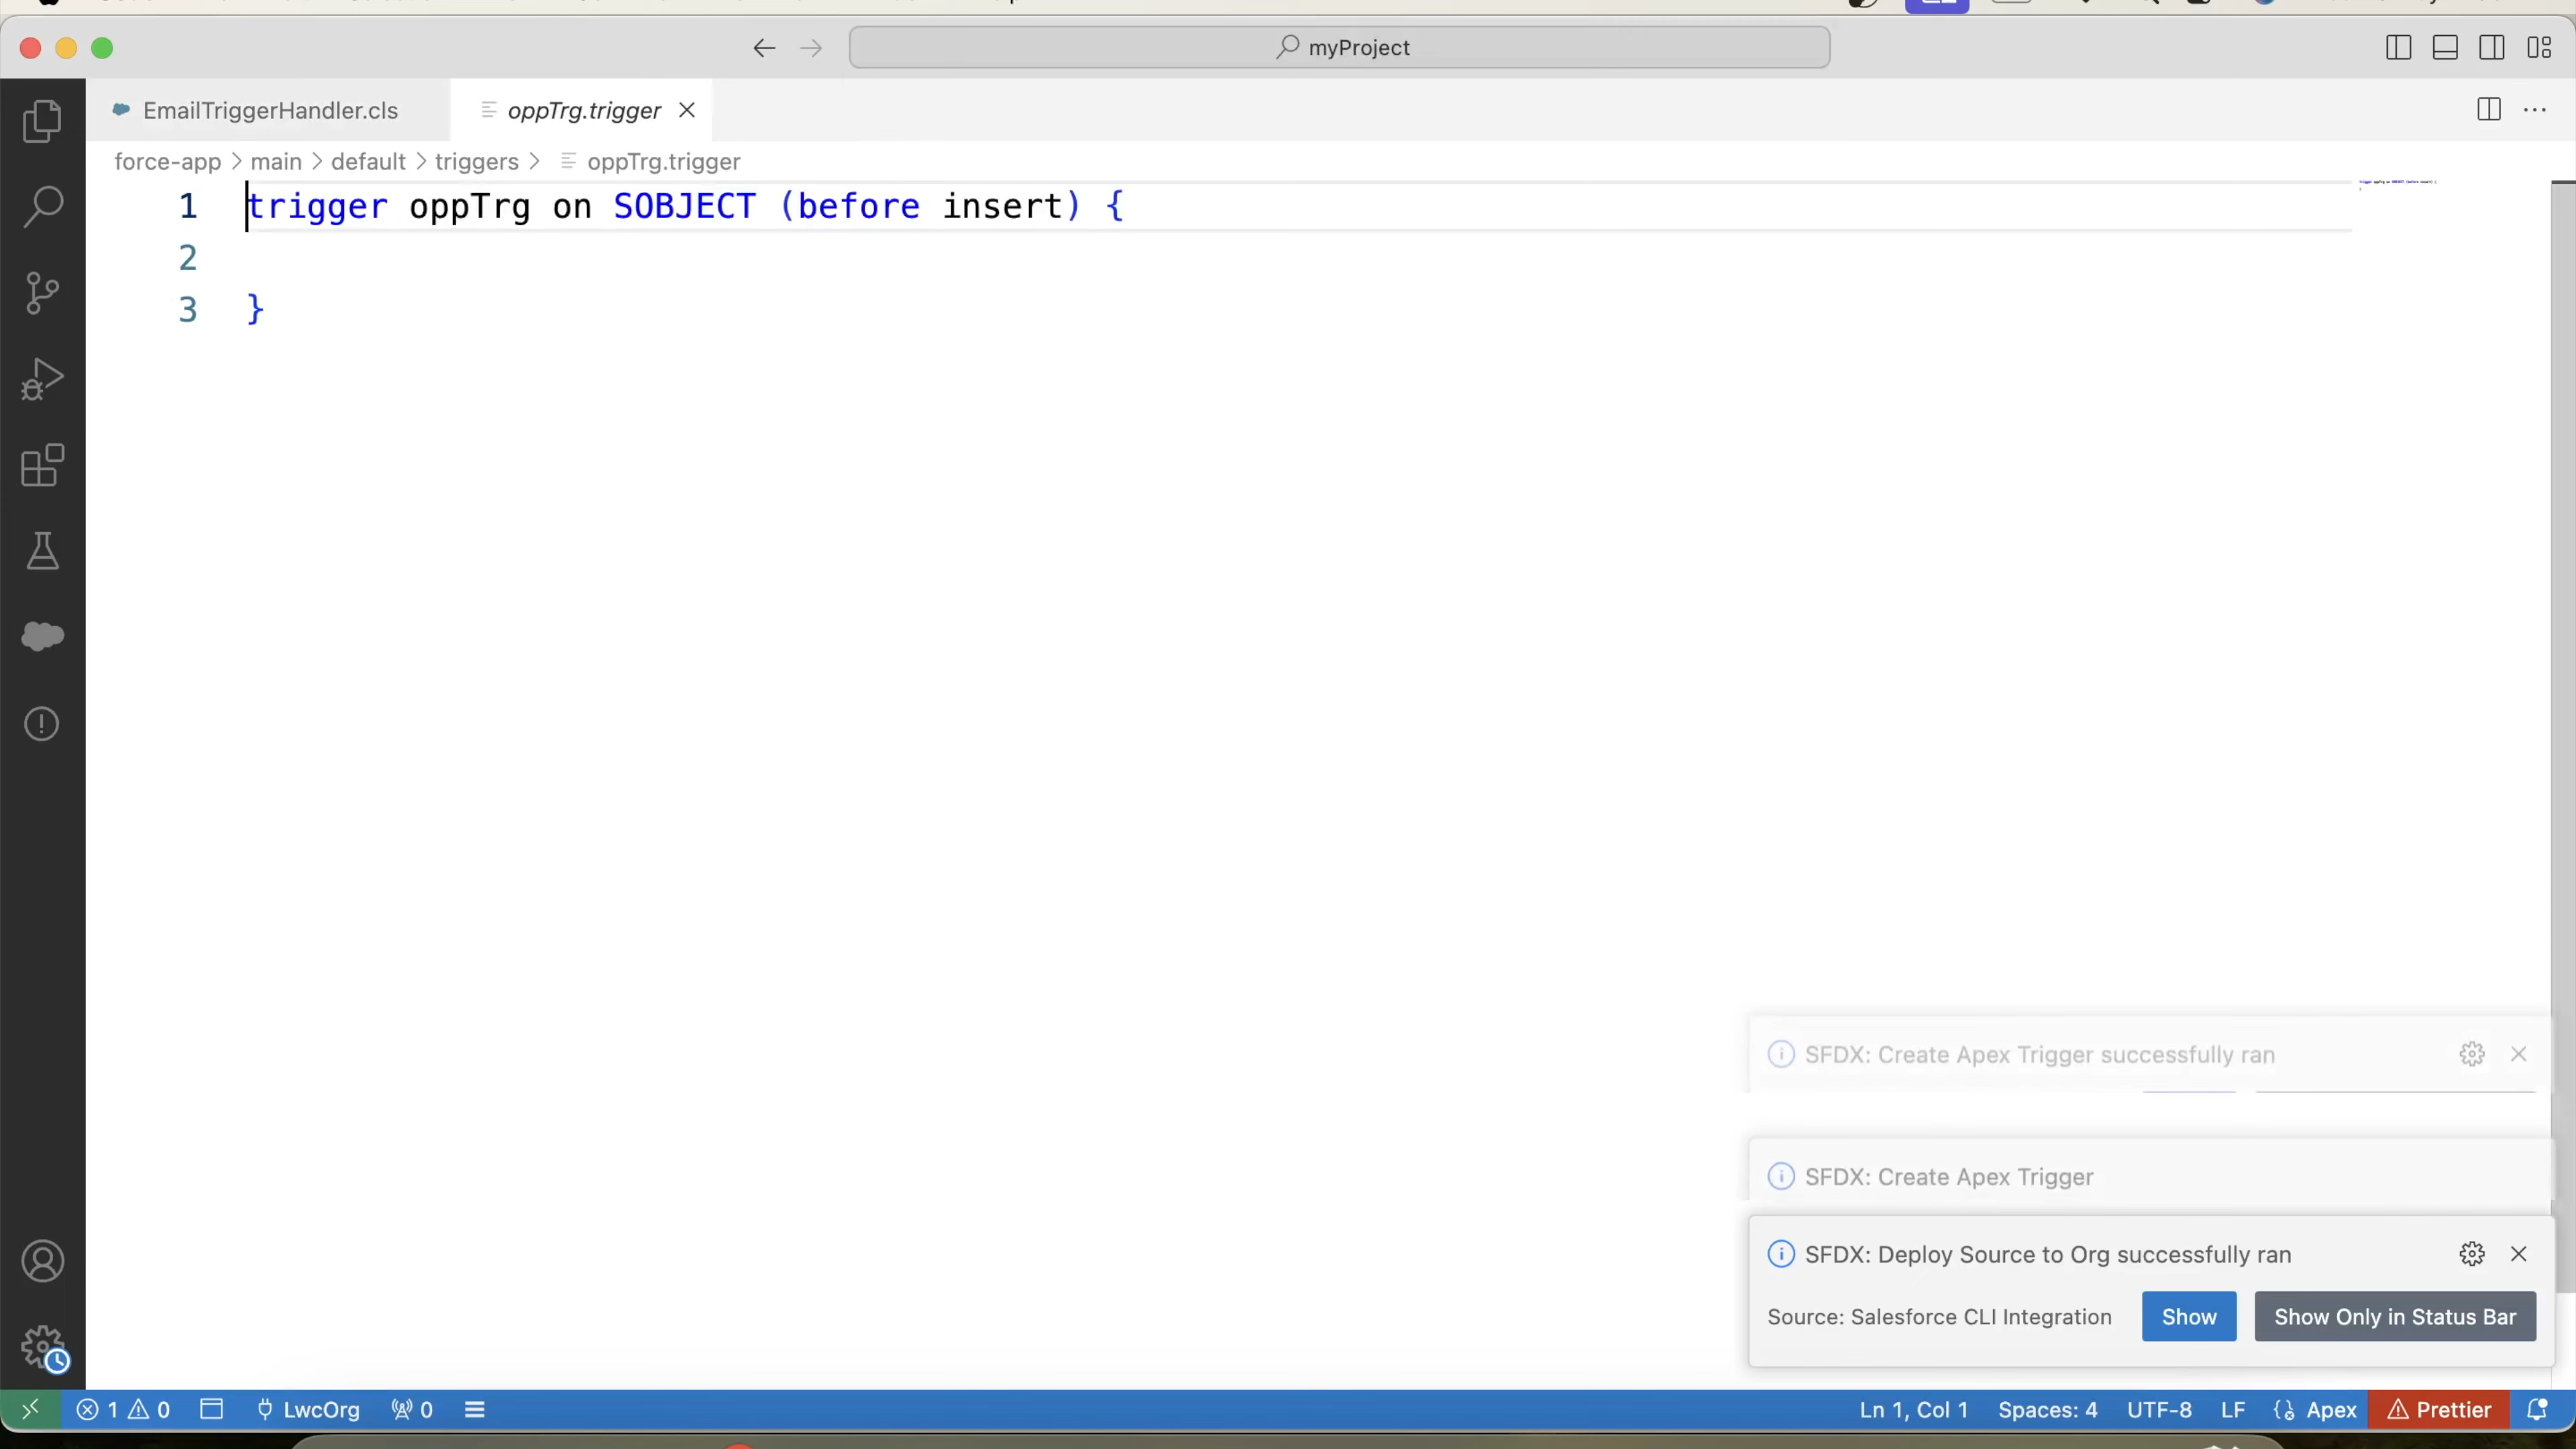 myProject
EmailTriggerHandler.cls
oppTrg.trigger
force-app > main > default > triggers > oppTrg.trigger
1 trigger oppTrg on SOBJECT (before insert) {
2
3 }
SFDX: Create Apex Trigger successfully ran
SFDX: Create Apex Trigger
SFDX: Deploy Source to Org successfully ran
Source: Salesforce CLI Integration Show Show Only in Status Bar
1 0 LwcOrg 0 Ln 1, Col 1 Spaces: 4 UTF-8 LF Apex Prettier